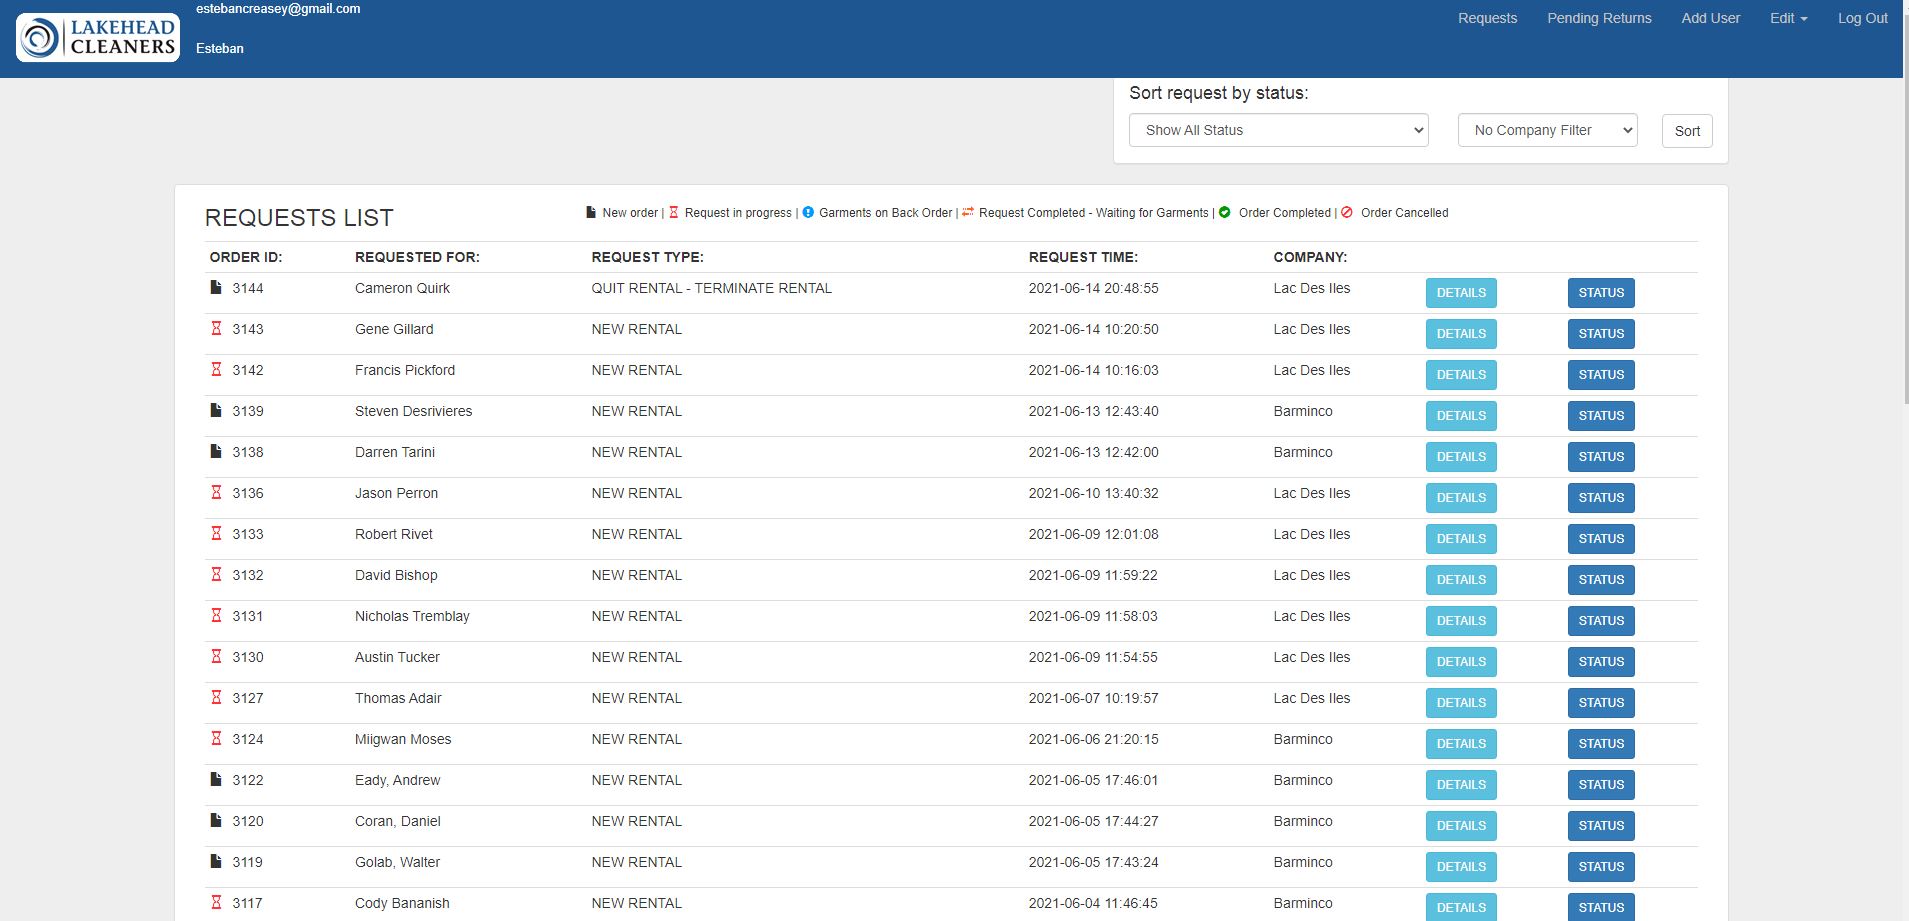 LAKEHEAD
CLEANERS
estebancreasey@gmail.com
Esteban
Requests Pending Returns Add User Edit Log Out
Sort request by status:
Show All Status No Company Filter Sort
REQUESTS LIST
New order | Request in progress | Garments on Back Order | Request Completed - Waiting for Garments | Order Completed | Order Cancelled
ORDER ID: REQUESTED FOR: REQUEST TYPE: REQUEST TIME: COMPANY:
3144 Cameron Quirk QUIT RENTAL - TERMINATE RENTAL 2021-06-14 20:48:55 Lac Des Iles DETAILS STATUS
3143 Gene Gillard NEW RENTAL 2021-06-14 10:20:50 Lac Des Iles DETAILS STATUS
3142 Francis Pickford NEW RENTAL 2021-06-14 10:16:03 Lac Des Iles DETAILS STATUS
3139 Steven Desrivieres NEW RENTAL 2021-06-13 12:43:40 Barminco DETAILS STATUS
3138 Darren Tarini NEW RENTAL 2021-06-13 12:42:00 Barminco DETAILS STATUS
3136 Jason Perron NEW RENTAL 2021-06-10 13:40:32 Lac Des Iles DETAILS STATUS
3133 Robert Rivet NEW RENTAL 2021-06-09 12:01:08 Lac Des Iles DETAILS STATUS
3132 David Bishop NEW RENTAL 2021-06-09 11:59:22 Lac Des Iles DETAILS STATUS
3131 Nicholas Tremblay NEW RENTAL 2021-06-09 11:58:03 Lac Des Iles DETAILS STATUS
3130 Austin Tucker NEW RENTAL 2021-06-09 11:54:55 Lac Des Iles DETAILS STATUS
3127 Thomas Adair NEW RENTAL 2021-06-07 10:19:57 Lac Des Iles DETAILS STATUS
3124 Miigwan Moses NEW RENTAL 2021-06-06 21:20:15 Barminco DETAILS STATUS
3122 Eady, Andrew NEW RENTAL 2021-06-05 17:46:01 Barminco DETAILS STATUS
3120 Coran, Daniel NEW RENTAL 2021-06-05 17:44:27 Barminco DETAILS STATUS
3119 Golab, Walter NEW RENTAL 2021-06-05 17:43:24 Barminco DETAILS STATUS
3117 Cody Bananish NEW RENTAL 2021-06-04 11:46:45 Barminco DETAILS STATUS